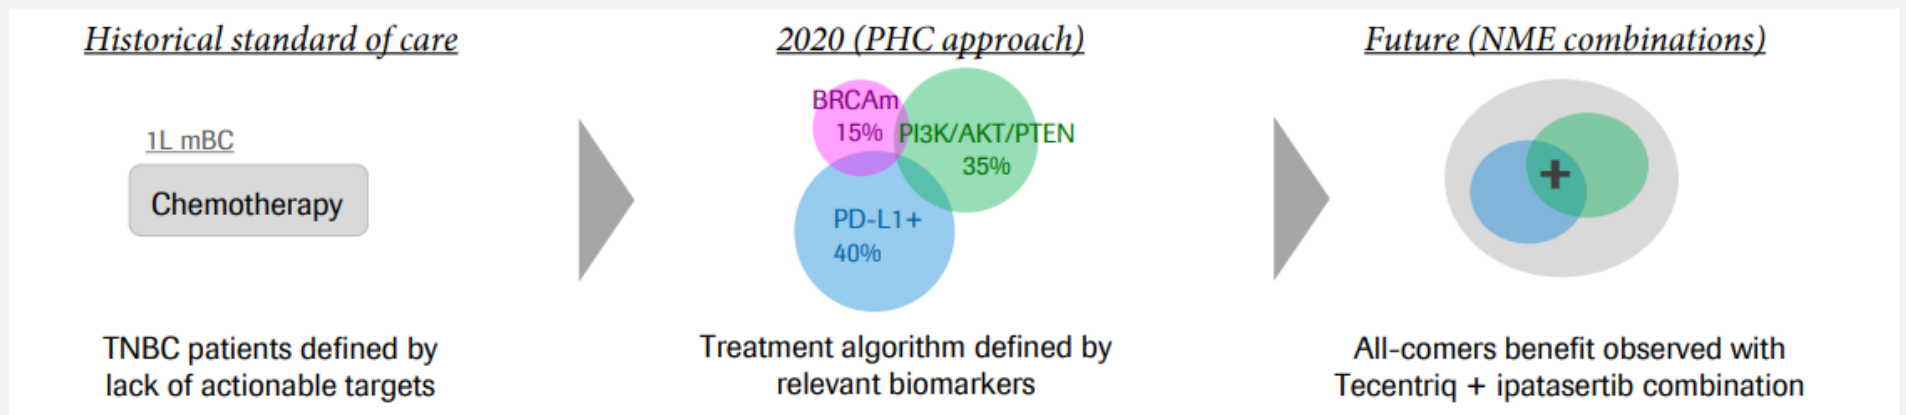 Historical standard of care
1L mBC
Chemotherapy
TNBC patients defined by
lack of actionable targets
2020 (PHC approach)
BRCAm
15%
PI3K/AKT/PTEN
35%
PD-L1+
40%
Treatment algorithm defined by
relevant biomarkers
Future (NME combinations)
+
All-comers benefit observed with
Tecentriq + ipatasertib combination